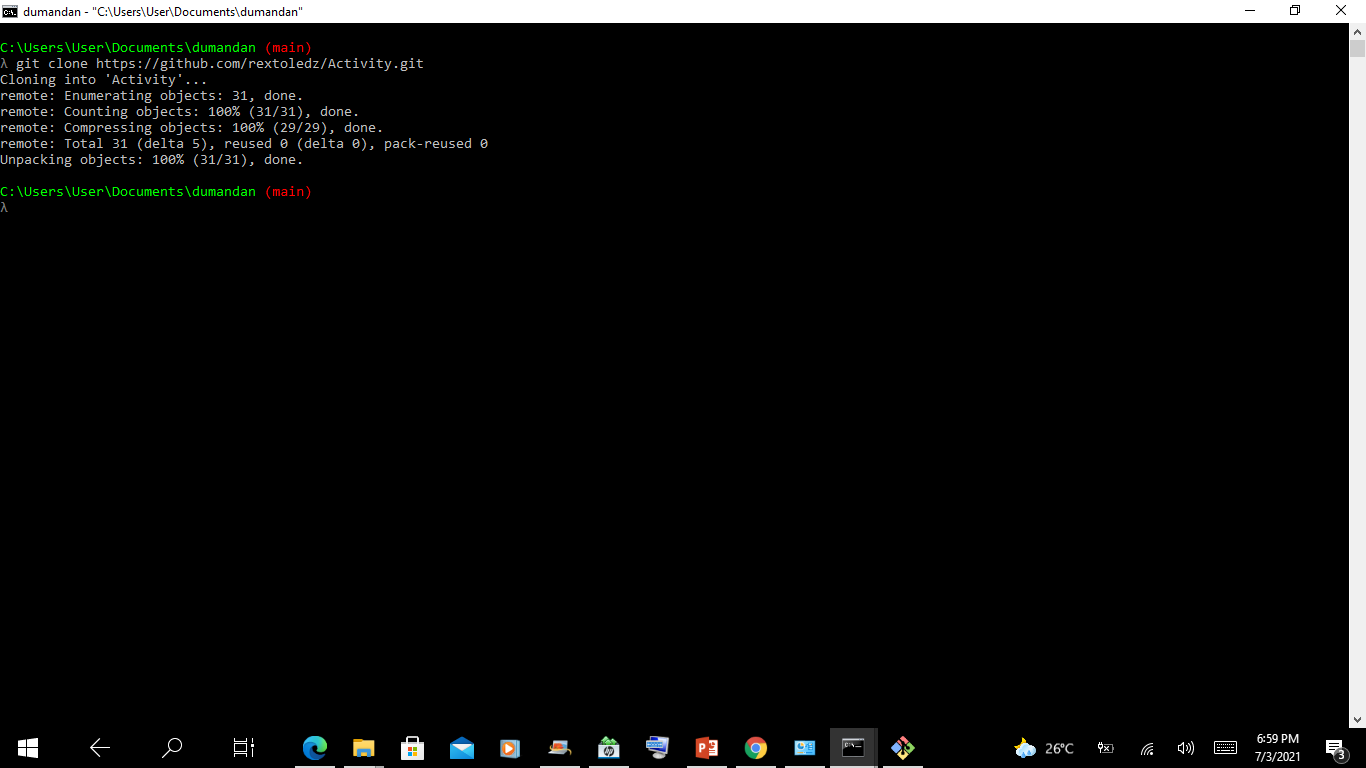 dumandan - "C:\Users\User\Documents\dumandan"
C:\Users\User\Documents\dumandan (main)
λ git clone https://github.com/rextoledz/Activity.git
Cloning into 'Activity'...
remote: Enumerating objects: 31, done.
remote: Counting objects: 100% (31/31), done.
remote: Compressing objects: 100% (29/29), done.
remote: Total 31 (delta 5), reused 0 (delta 0), pack-reused 0
Unpacking objects: 100% (31/31), done.
C:\Users\User\Documents\dumandan (main)
λ
26°C
6:59 PM
7/3/2021
3